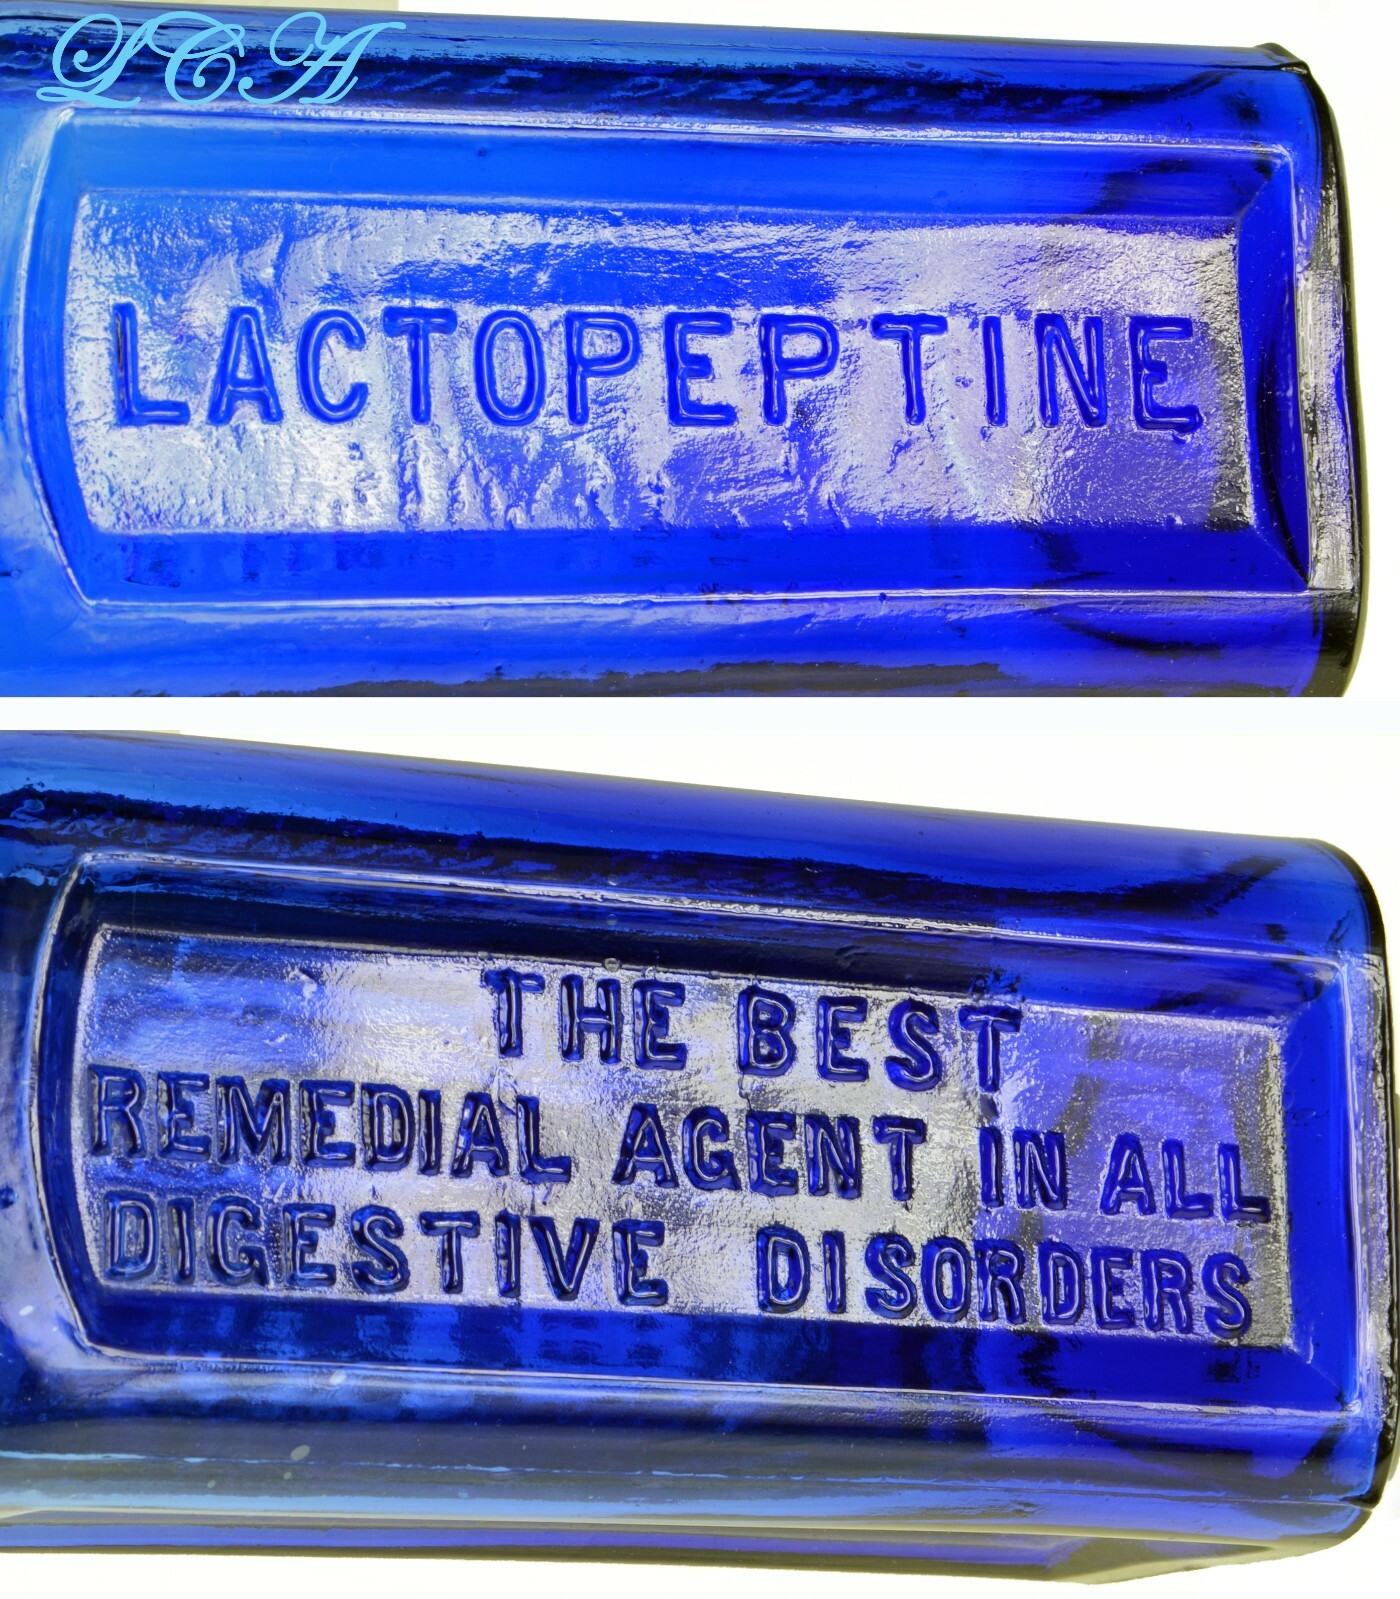 LCA
LACTOPEPTINE
THE BEST
REMEDIAL AGENT IN ALL
DIGESTIVE DISORDERS